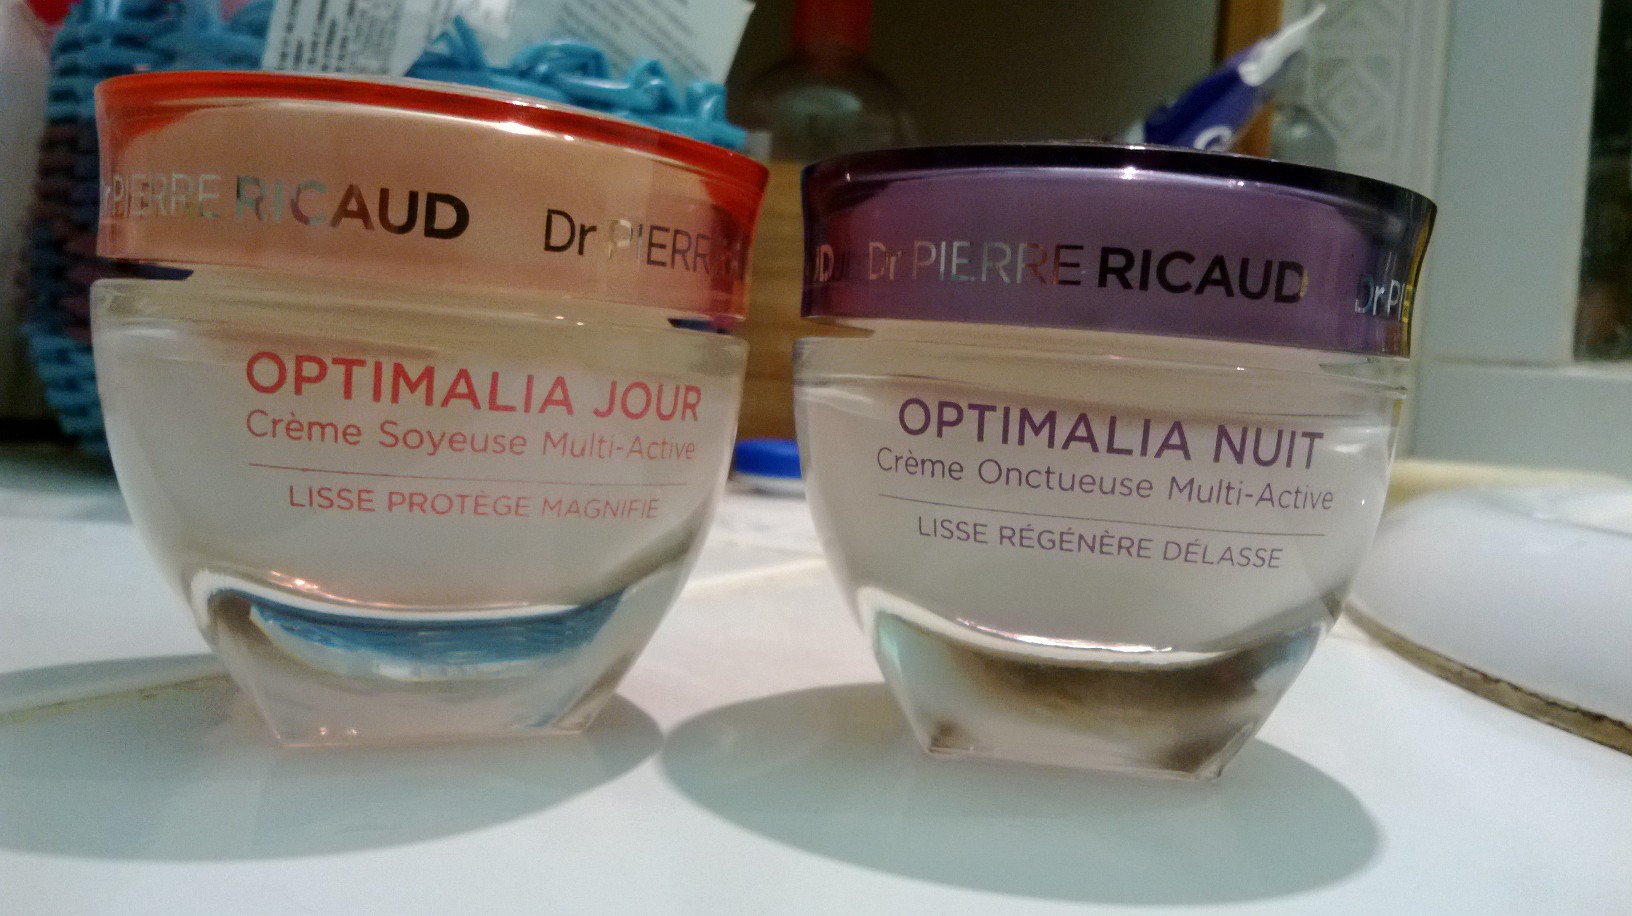 Dr PIERRE RICAUD
Dr PIERRE
OPTIMALIA JOUR
Crème Soyeuse Multi-Active
LISSE PROTÈGE MAGNIFIE
Dr PIERRE RICAUD
OPTIMALIA NUIT
Crème Onctueuse Multi-Active
LISSE RÉGÉNÈRE DÉLASSE